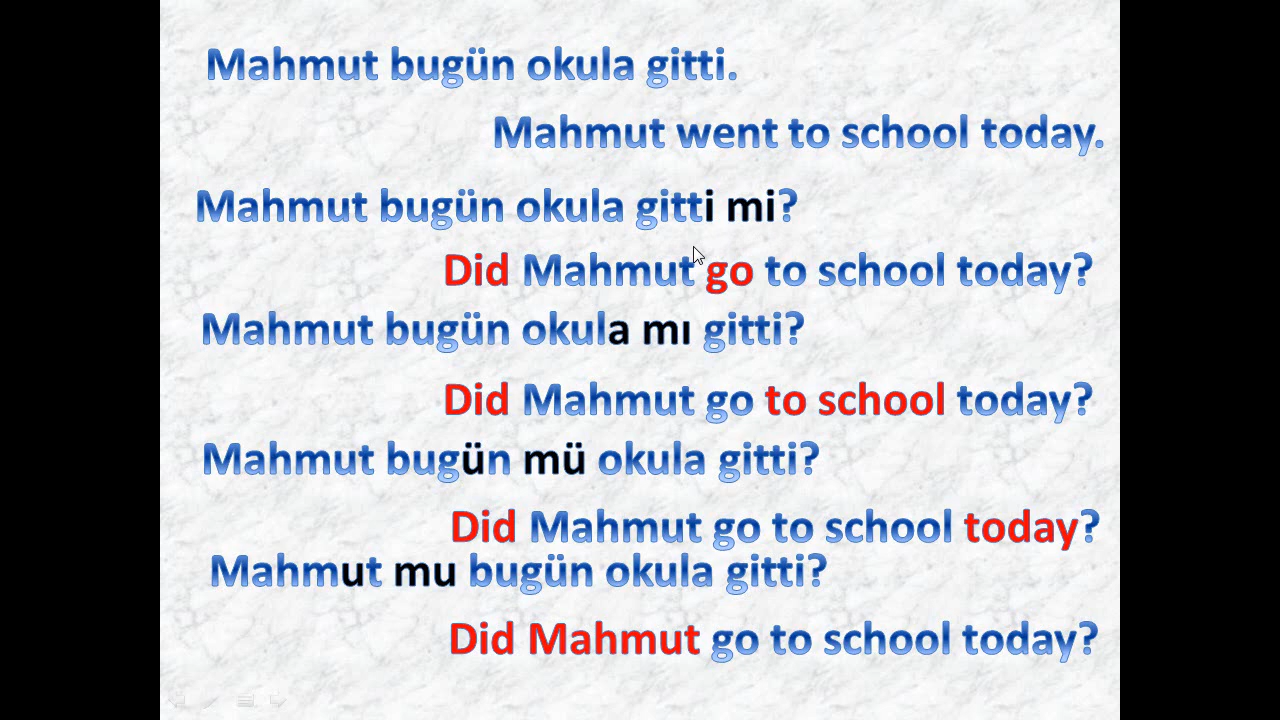 Mahmut bugün okula gitti.
Mahmut went to school today.
Mahmut bugün okula gitti mi?
Did Mahmut go to school today?
Mahmut bugün okula mı gitti?
Did Mahmut go to school today?
Mahmut bugün mü okula gitti?
Did Mahmut go to school today?
Mahmut mu bugün okula gitti?
Did Mahmut go to school today?